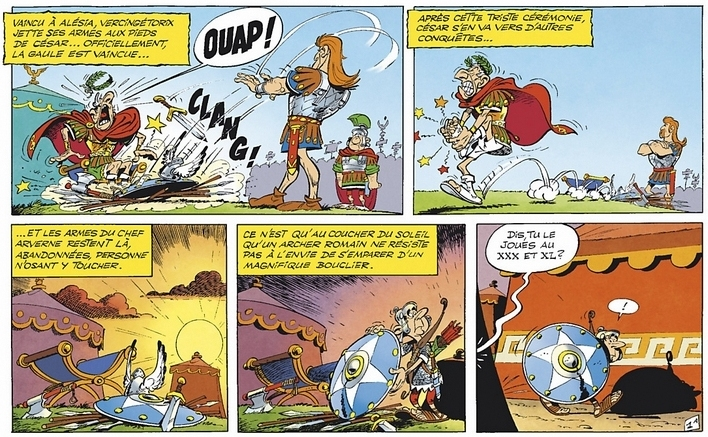 VAINCU À ALÉSIA, VERCINGÉTORIX
JETTE SES ARMES AUX PIEDS
DE CÉSAR... OFFICIELLEMENT,
LA GAULE EST VAINCUE...
OUAP!
CLANG!
APRÈS CETTE TRISTE CÉRÉMONIE,
CÉSAR S'EN VA VERS D'AUTRES
CONQUÊTES...
...ET LES ARMES DU CHEF
ARVERNE RESTENT LÀ,
ABANDONNÉES, PERSONNE
N'OSANT Y TOUCHER.
CE N'EST QU'AU COUCHER DU SOLEIL
QU'UN ARCHER ROMAIN NE RÉSISTE
PAS À L'ENVIE DE S'EMPARER D'UN
MAGNIFIQUE BOUCLIER.
DIS, TU LE
JOUES AU
XXX ET XL?
!